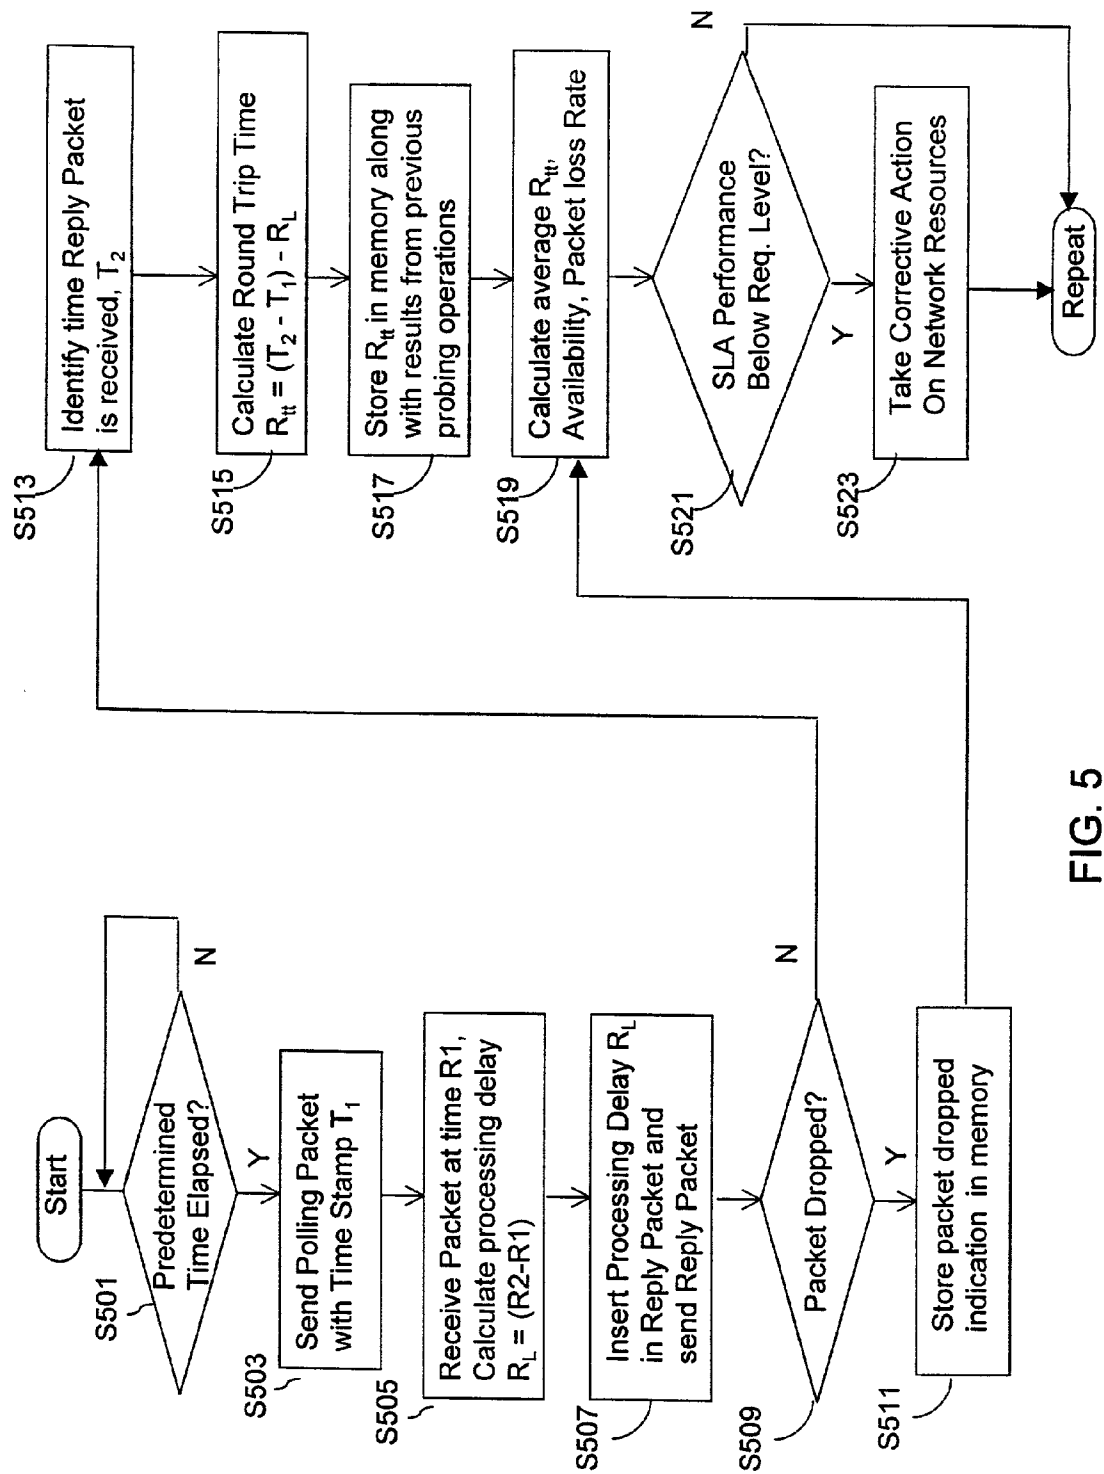 Start
S501
Predetermined
Time Elapsed?
N
Y
S503
Send Polling Packet
with Time Stamp T1
S505
Receive Packet at time R1,
Calculate processing delay
RL = (R2-R1)
S507
Insert Processing Delay RL
in Reply Packet and
send Reply Packet
S509
Packet Dropped?
N
Y
S511
Store packet dropped
indication in memory
S513
Identify time Reply Packet
is received, T2
S515
Calculate Round Trip Time
Rtt = (T2 - T1) - RL
S517
Store Rtt in memory along
with results from previous
probing operations
S519
Calculate average Rtt,
Availability, Packet loss Rate
S521
SLA Performance
Below Req. Level?
N
Y
S523
Take Corrective Action
On Network Resources
Repeat
FIG. 5